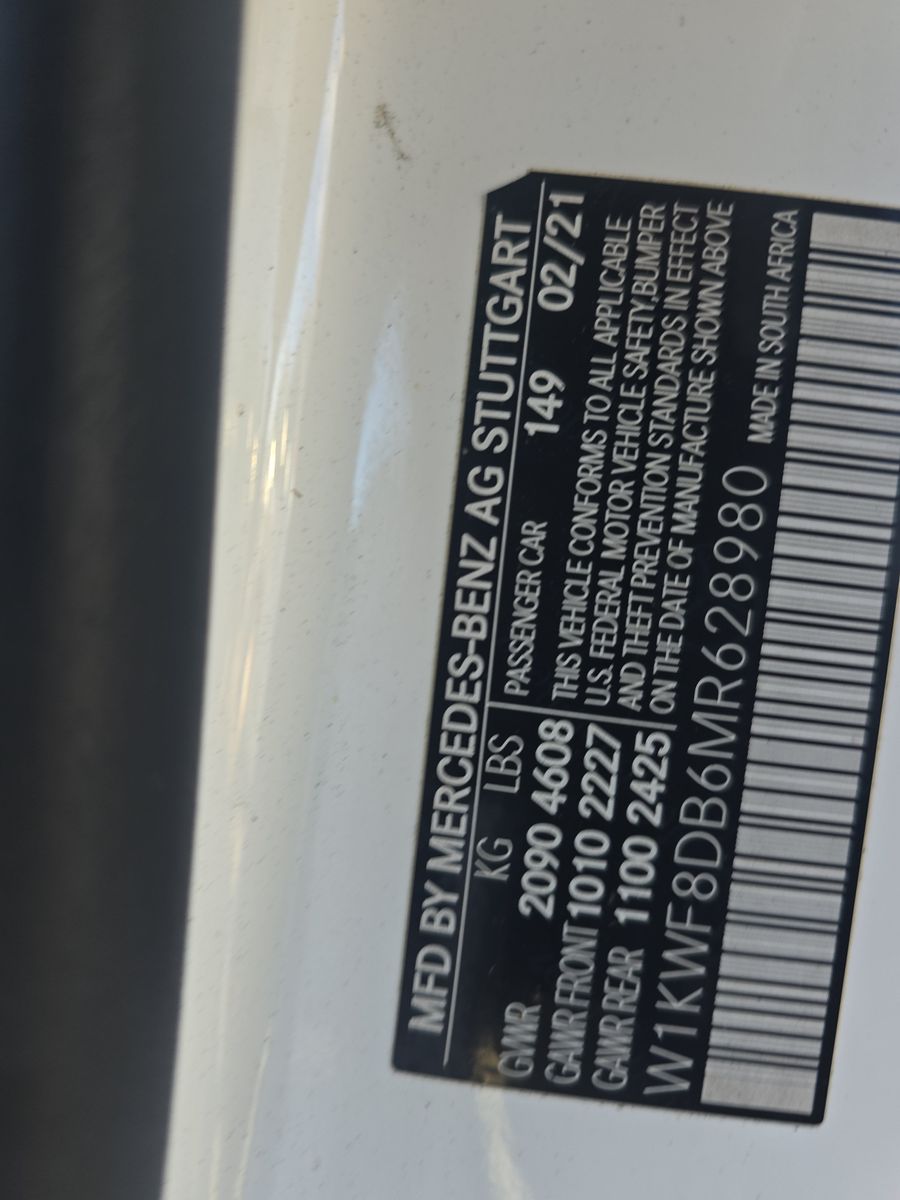 MFD BY MERCEDES-BENZ AG STUTTGART
KG LBS
GVWR 2090 4608
GAWR FRONT 1010 2227
GAWR REAR 1100 2425
PASSENGER CAR 149 02/21
THIS VEHICLE CONFORMS TO ALL APPLICABLE
U.S. FEDERAL MOTOR VEHICLE SAFETY,BUMPER
AND THEFT PREVENTION STANDARDS IN EFFECT
ON THE DATE OF MANUFACTURE SHOWN ABOVE
W1KWF8DB6MR628980 MADE IN SOUTH AFRICA